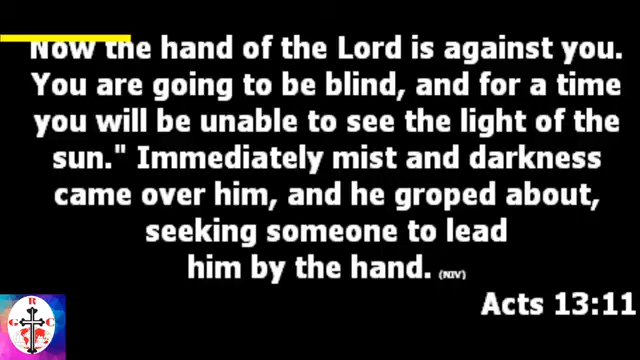 Now the hand of the Lord is against you.
You are going to be blind, and for a time
you will be unable to see the light of the
sun." Immediately mist and darkness
came over him, and he groped about,
seeking someone to lead
him by the hand. (NIV)
Acts 13:11
R
G C